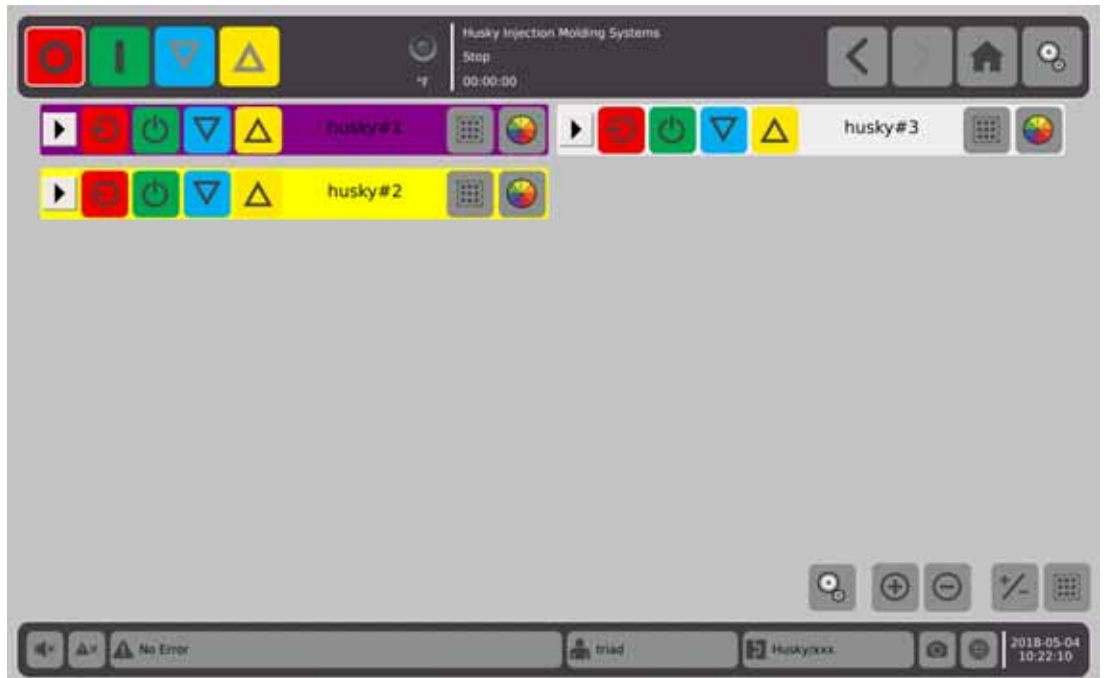 Husky Injection Molding Systems
Stop
°F
00:00:00
husky#1
husky#3
husky#2
No Error
triad
Husky/xxx
2018-05-04
10:22:10